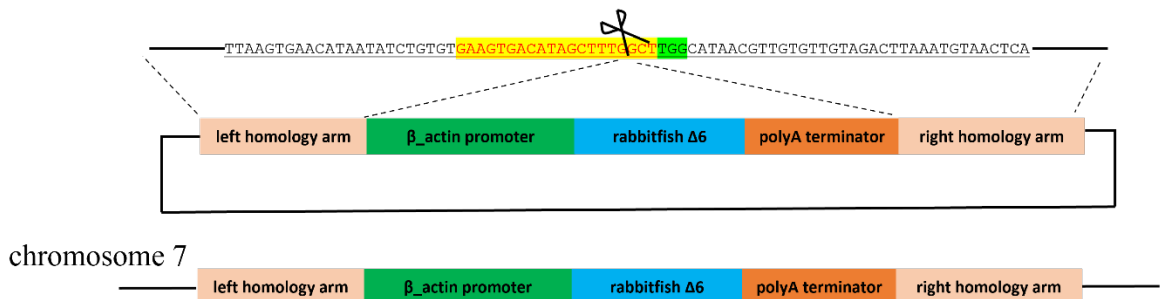 TTAAGTGAACATAATATCTGTGTGAAGTGACATAGCTTTGGCTTGGCATAACGTTGTGTTGTAGACTTAAATGTAACTCA
left homology arm β_actin promoter rabbitfish Δ6 polyA terminator right homology arm
chromosome 7
left homology arm β_actin promoter rabbitfish Δ6 polyA terminator right homology arm